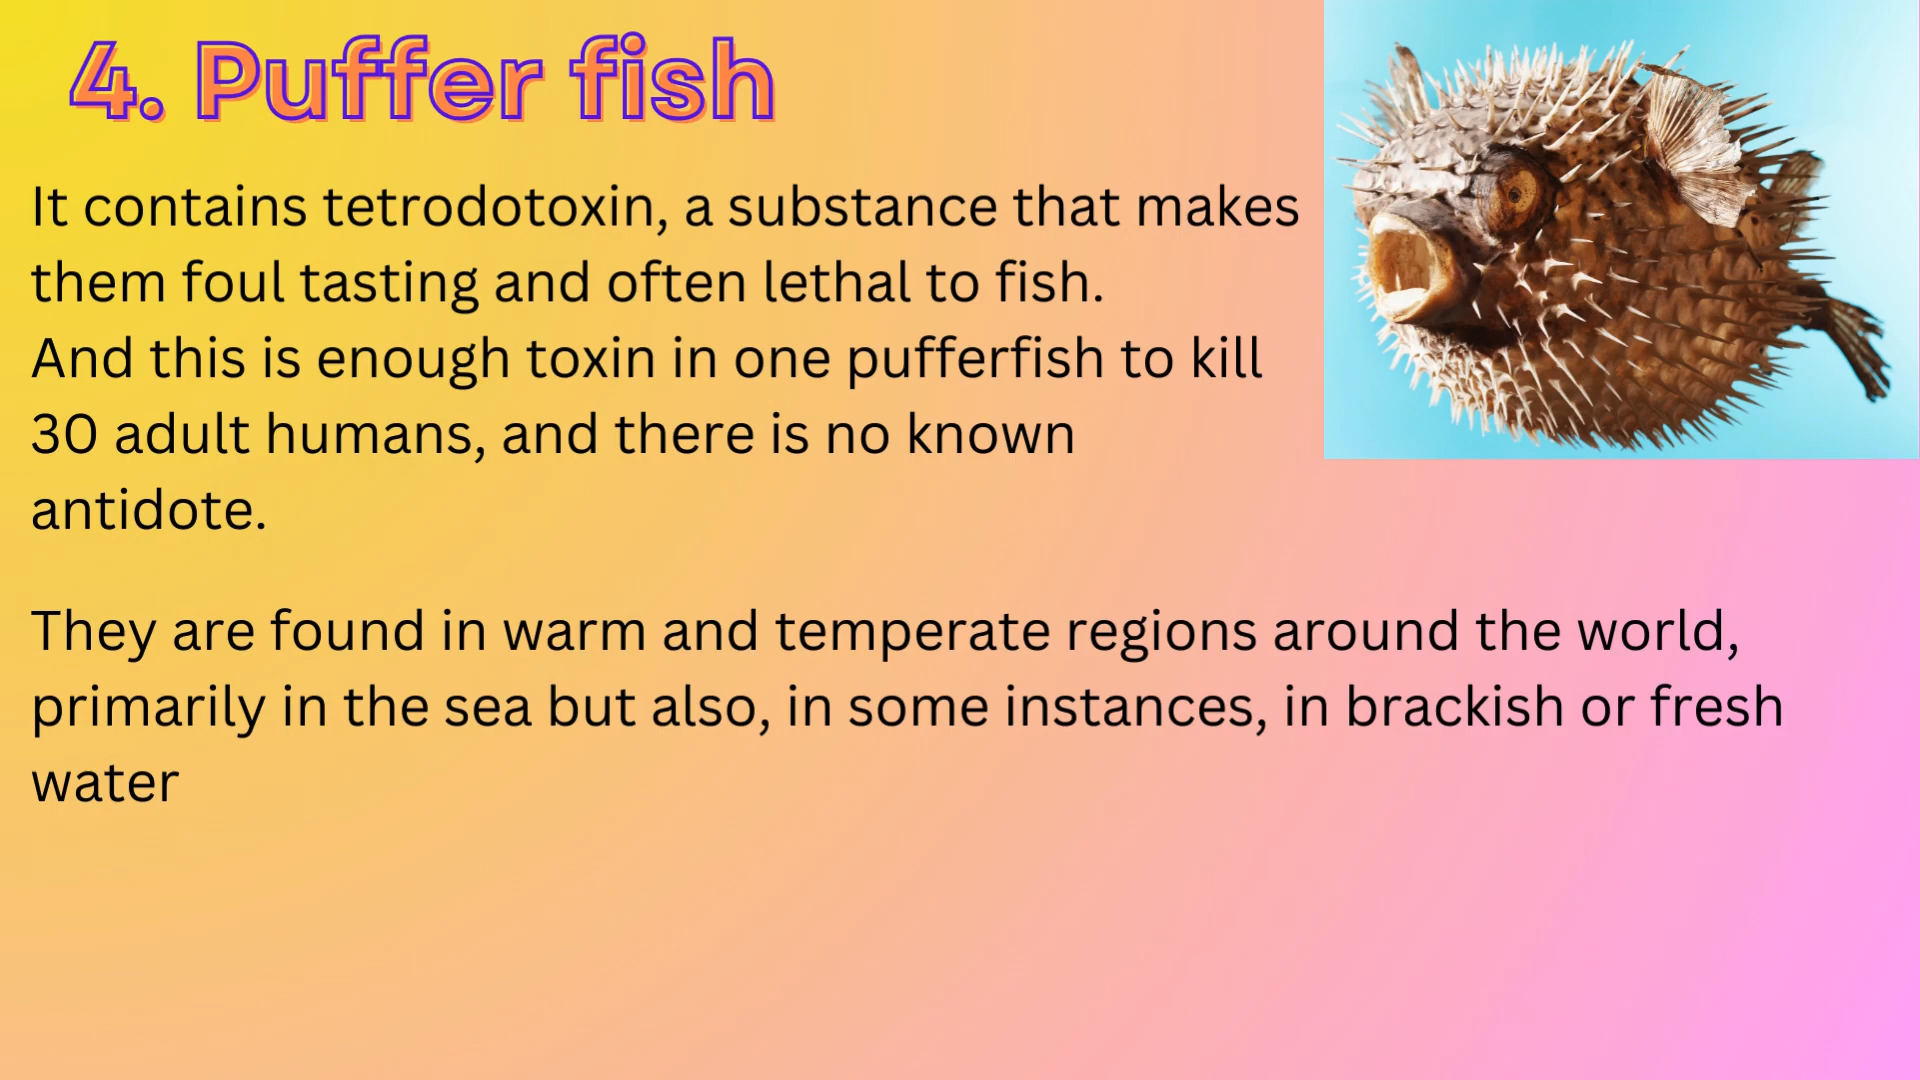 4. Puffer fish
It contains tetrodotoxin, a substance that makes
them foul tasting and often lethal to fish.
And this is enough toxin in one pufferfish to kill
30 adult humans, and there is no known
antidote.
They are found in warm and temperate regions around the world,
primarily in the sea but also, in some instances, in brackish or fresh
water